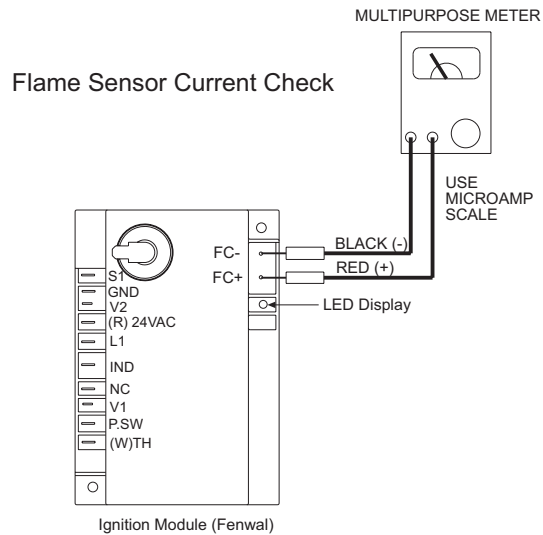 MULTIPURPOSE METER
Flame Sensor Current Check
USE
MICROAMP
SCALE
BLACK (-)
FC-
RED (+)
FC+
S1
GND
V2
LED Display
(R) 24VAC
L1
IND
NC
V1
P.SW
(W)TH
Ignition Module (Fenwal)